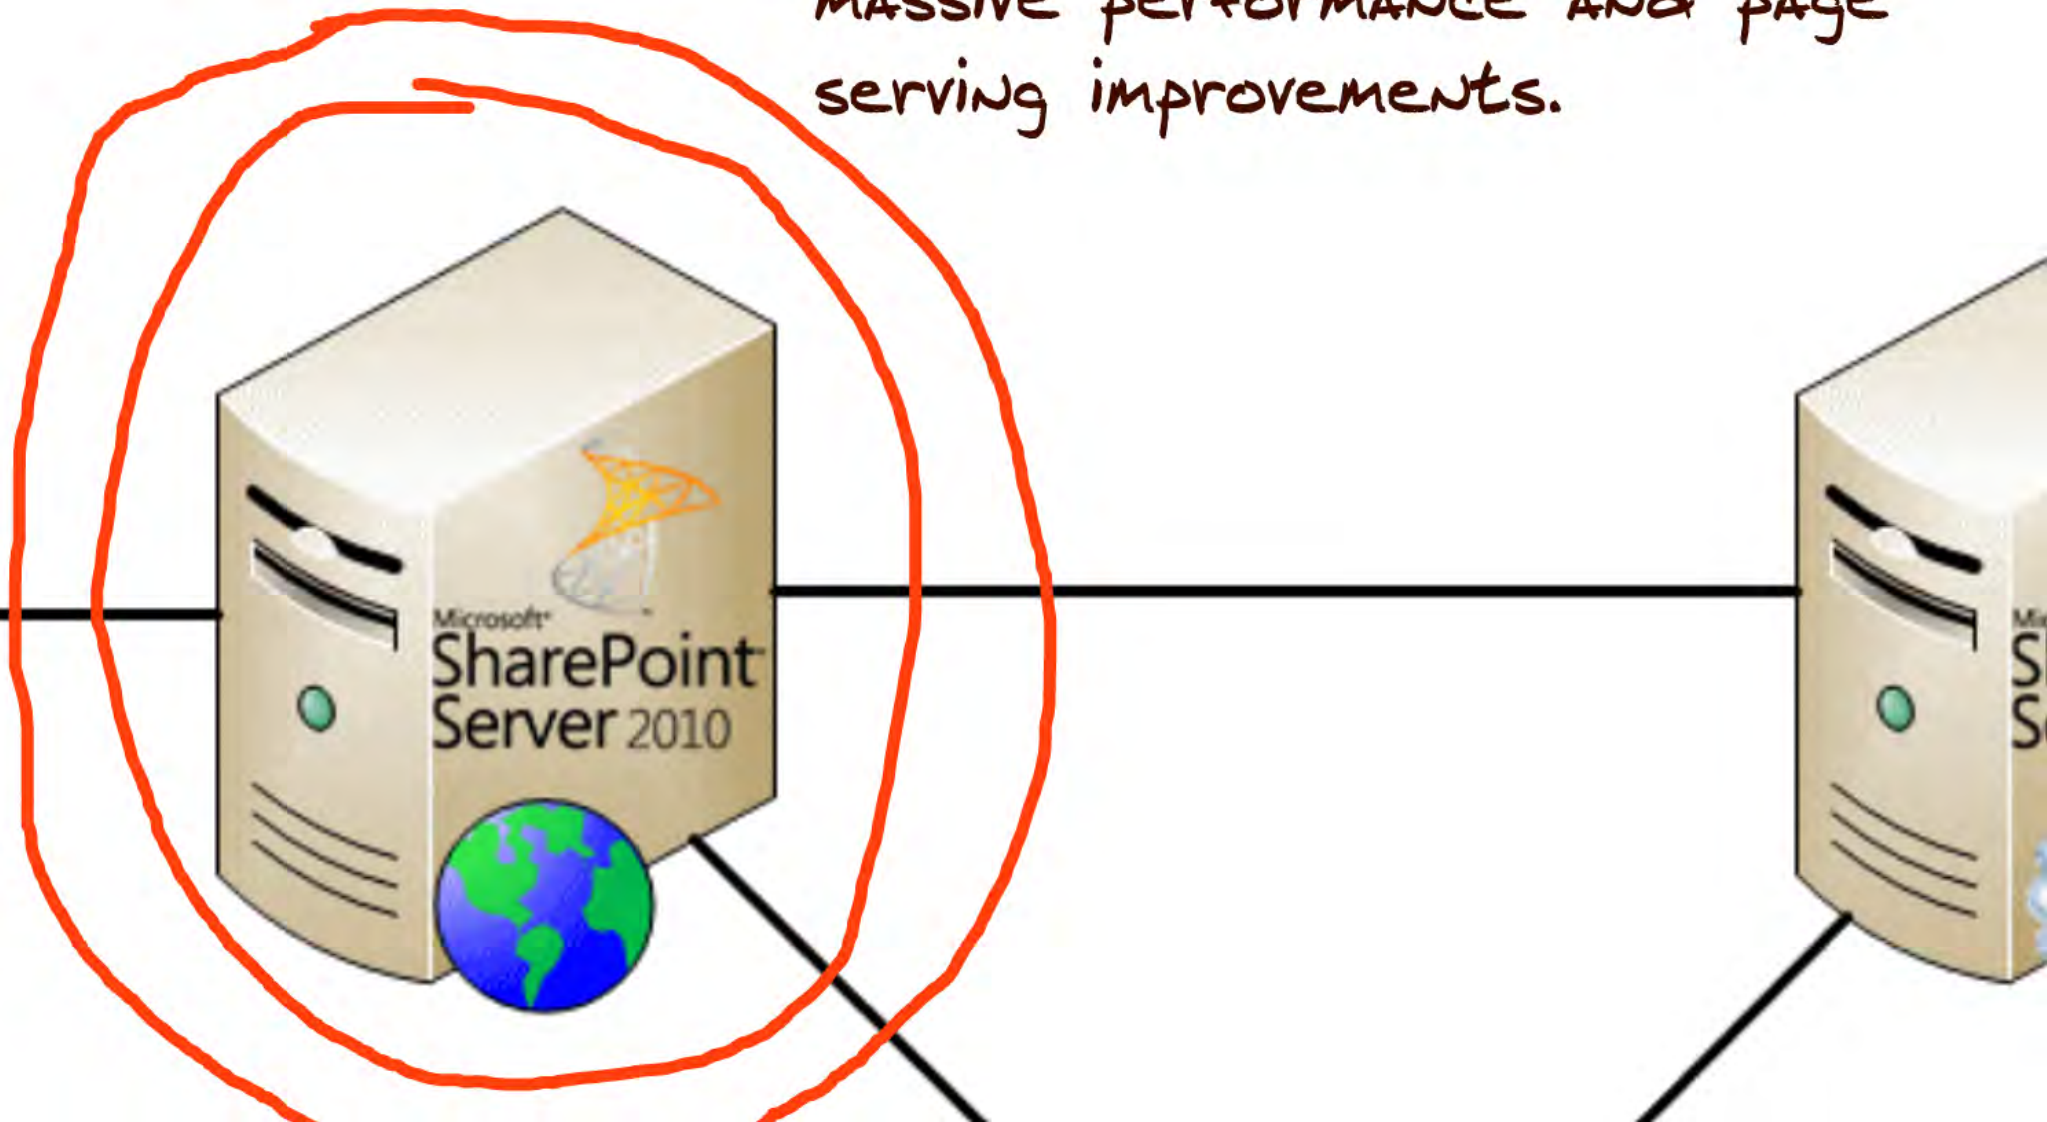 massive performance and page
serving improvements.
Microsoft
SharePoint
Server 2010